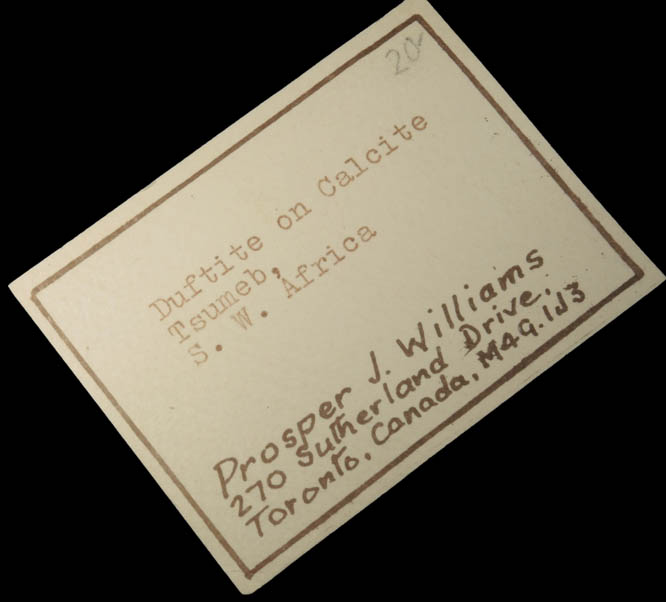 20-
Duftite on Calcite
Tsumeb,
S. W. Africa
Prosper J. Williams
270 Sutherland Drive.
Toronto, Canada, M4G.1J3